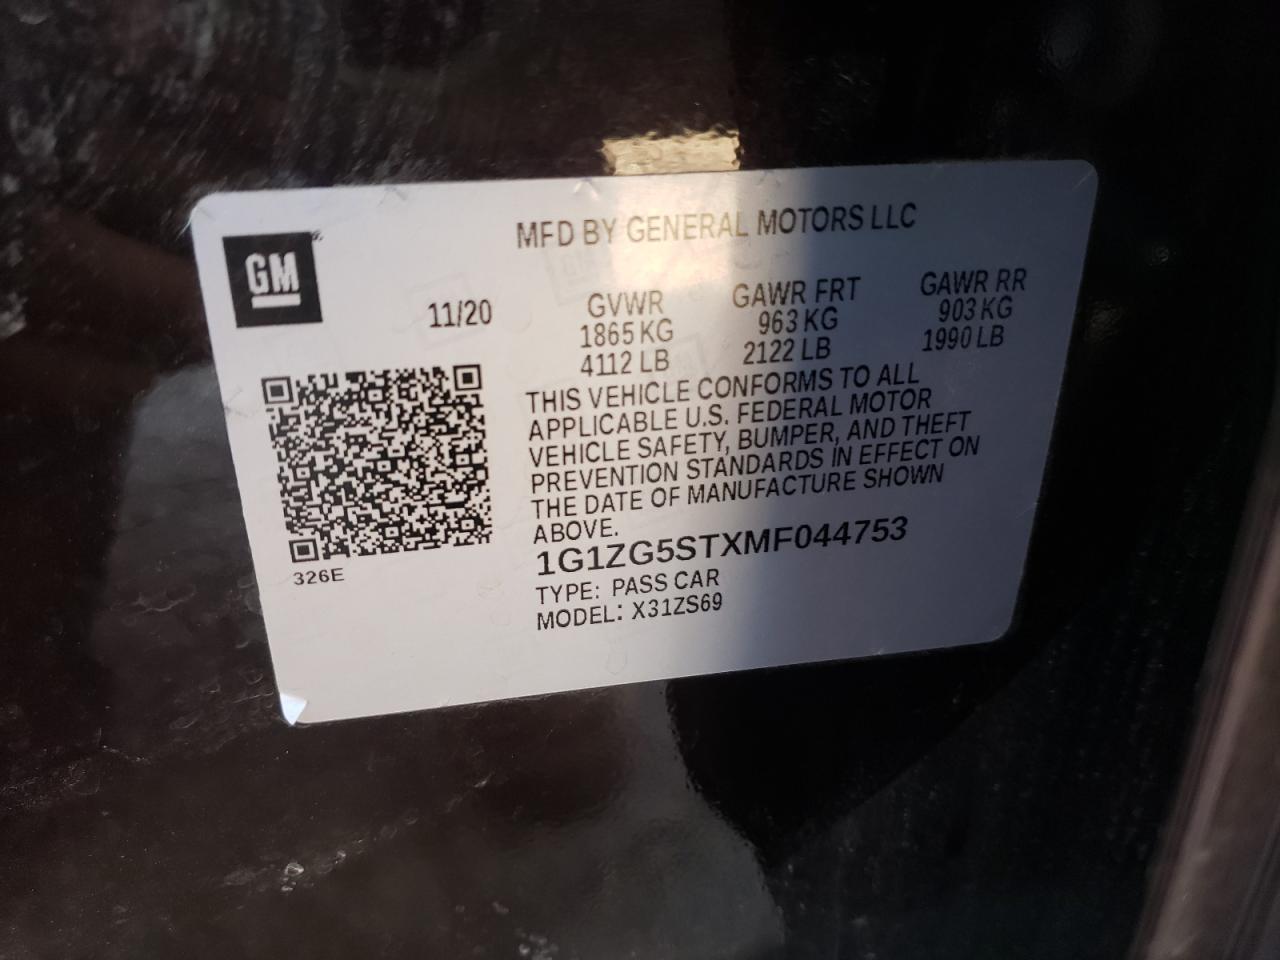 GM
MFD BY GENERAL MOTORS LLC
11/20
GVWR GAWR FRT GAWR RR
1865 KG 963 KG 903 KG
4112 LB 2122 LB 1990 LB
THIS VEHICLE CONFORMS TO ALL
APPLICABLE U.S. FEDERAL MOTOR
VEHICLE SAFETY, BUMPER, AND THEFT
PREVENTION STANDARDS IN EFFECT ON
THE DATE OF MANUFACTURE SHOWN
ABOVE.
1G1ZG5STXMF044753
TYPE: PASS CAR
MODEL: X31ZS69
326E